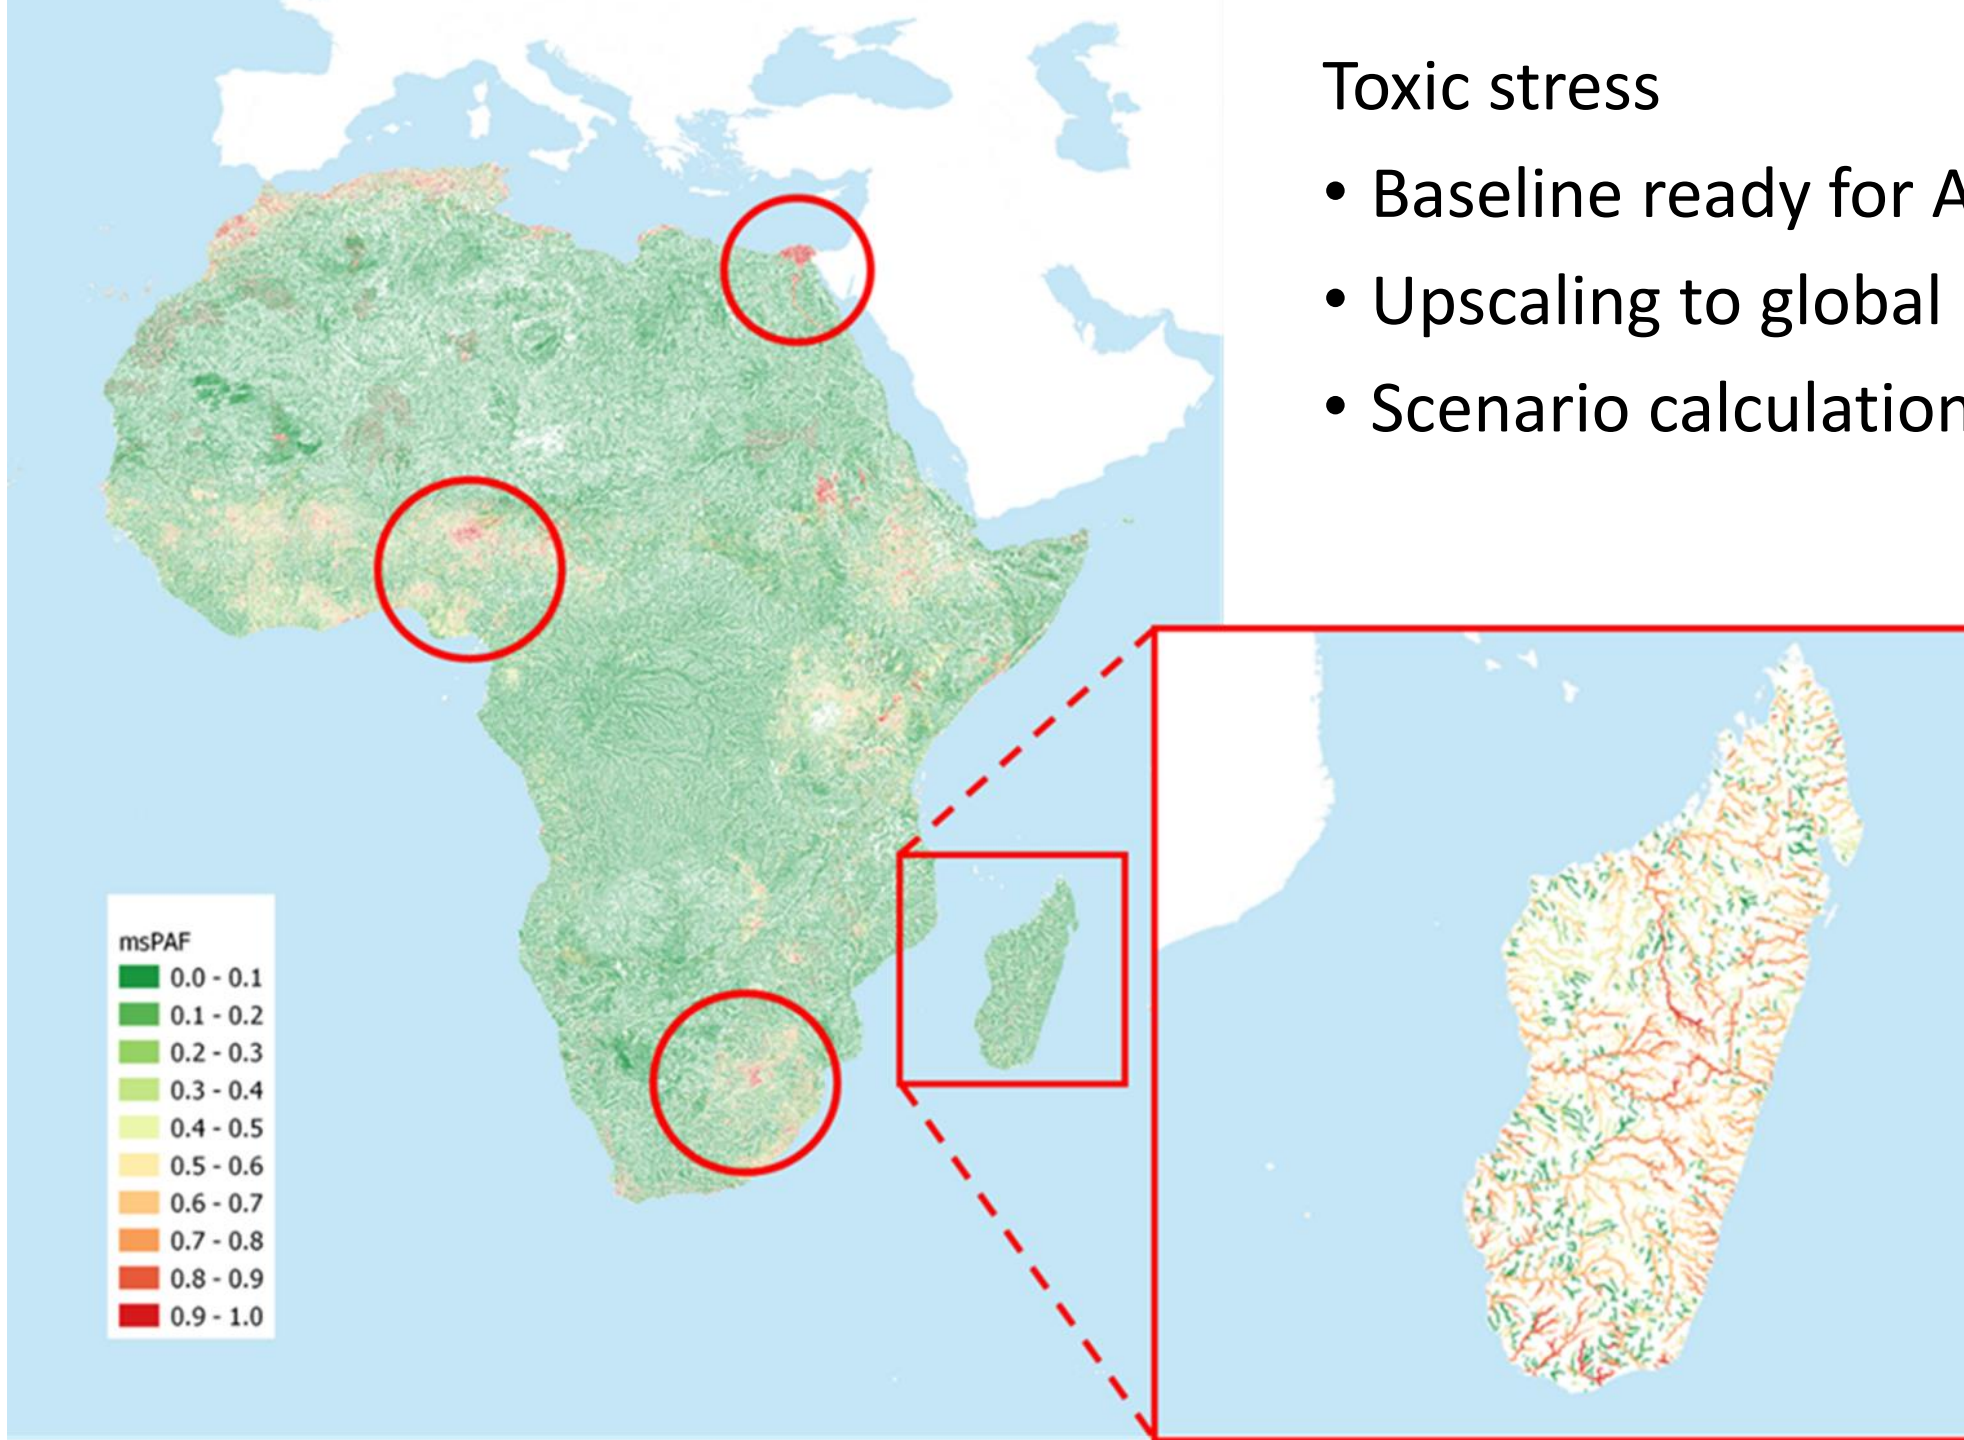 Toxic stress
• Baseline ready for A
• Upscaling to global
• Scenario calculation
msPAF
0.0 - 0.1
0.1 - 0.2
0.2 - 0.3
0.3 - 0.4
0.4 - 0.5
0.5 - 0.6
0.6 - 0.7
0.7 - 0.8
0.8 - 0.9
0.9 - 1.0